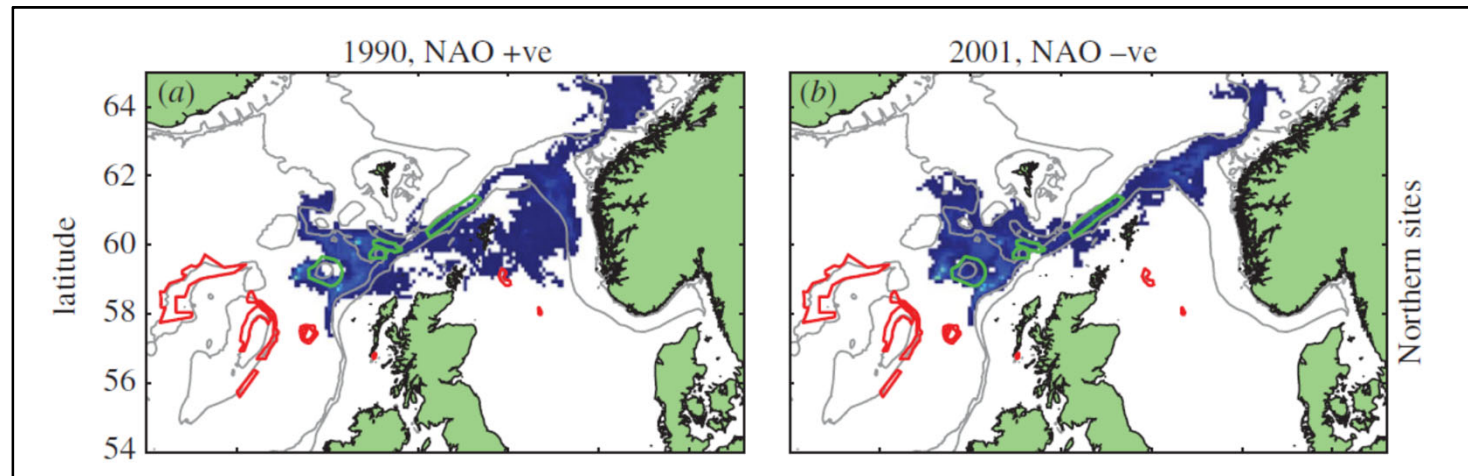 1990, NAO +ve
2001, NAO –ve
(a)
(b)
latitude
64
62
60
58
56
54
Northern sites